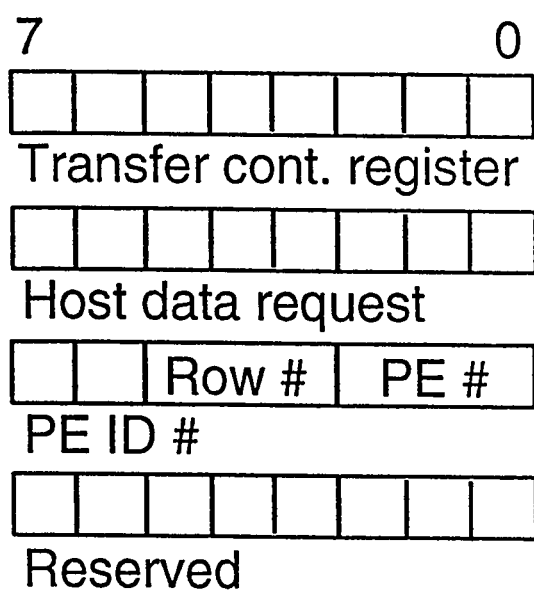 7 0
Transfer cont. register
Host data request
Row # PE #
PE ID #
Reserved